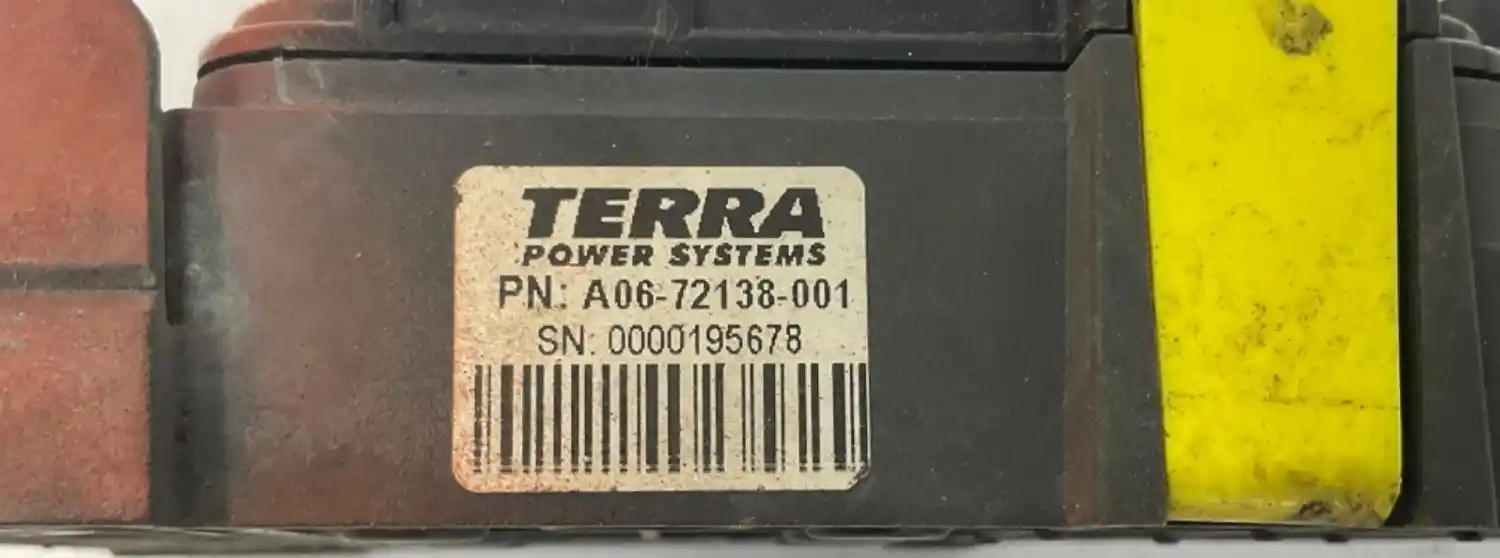 TERRA
POWER SYSTEMS
PN: A06-72138-001
SN: 0000195678